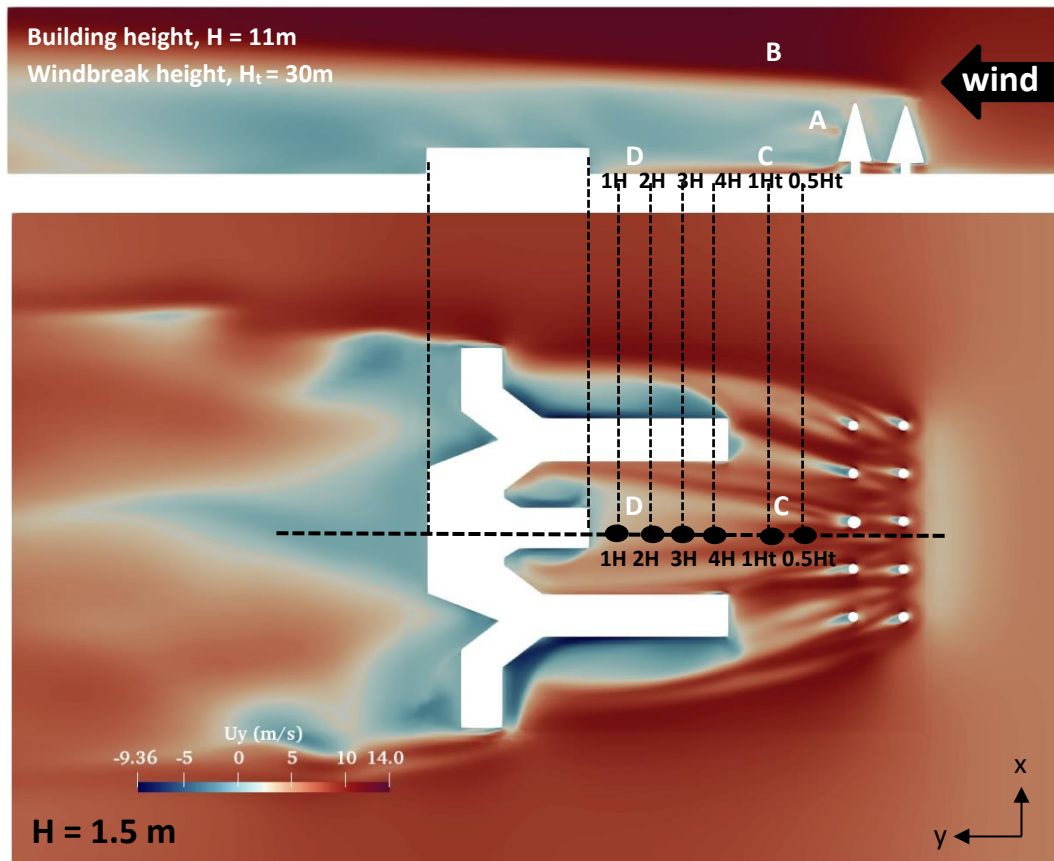 Building height, H = 11m
Windbreak height, Ht = 30m
B
wind
A
D
C
1H 2H 3H 4H 1Ht 0.5Ht
D
C
1H 2H 3H 4H 1Ht 0.5Ht
Uy (m/s)
-9.36 -5 0 5 10 14.0
H = 1.5 m
x
y